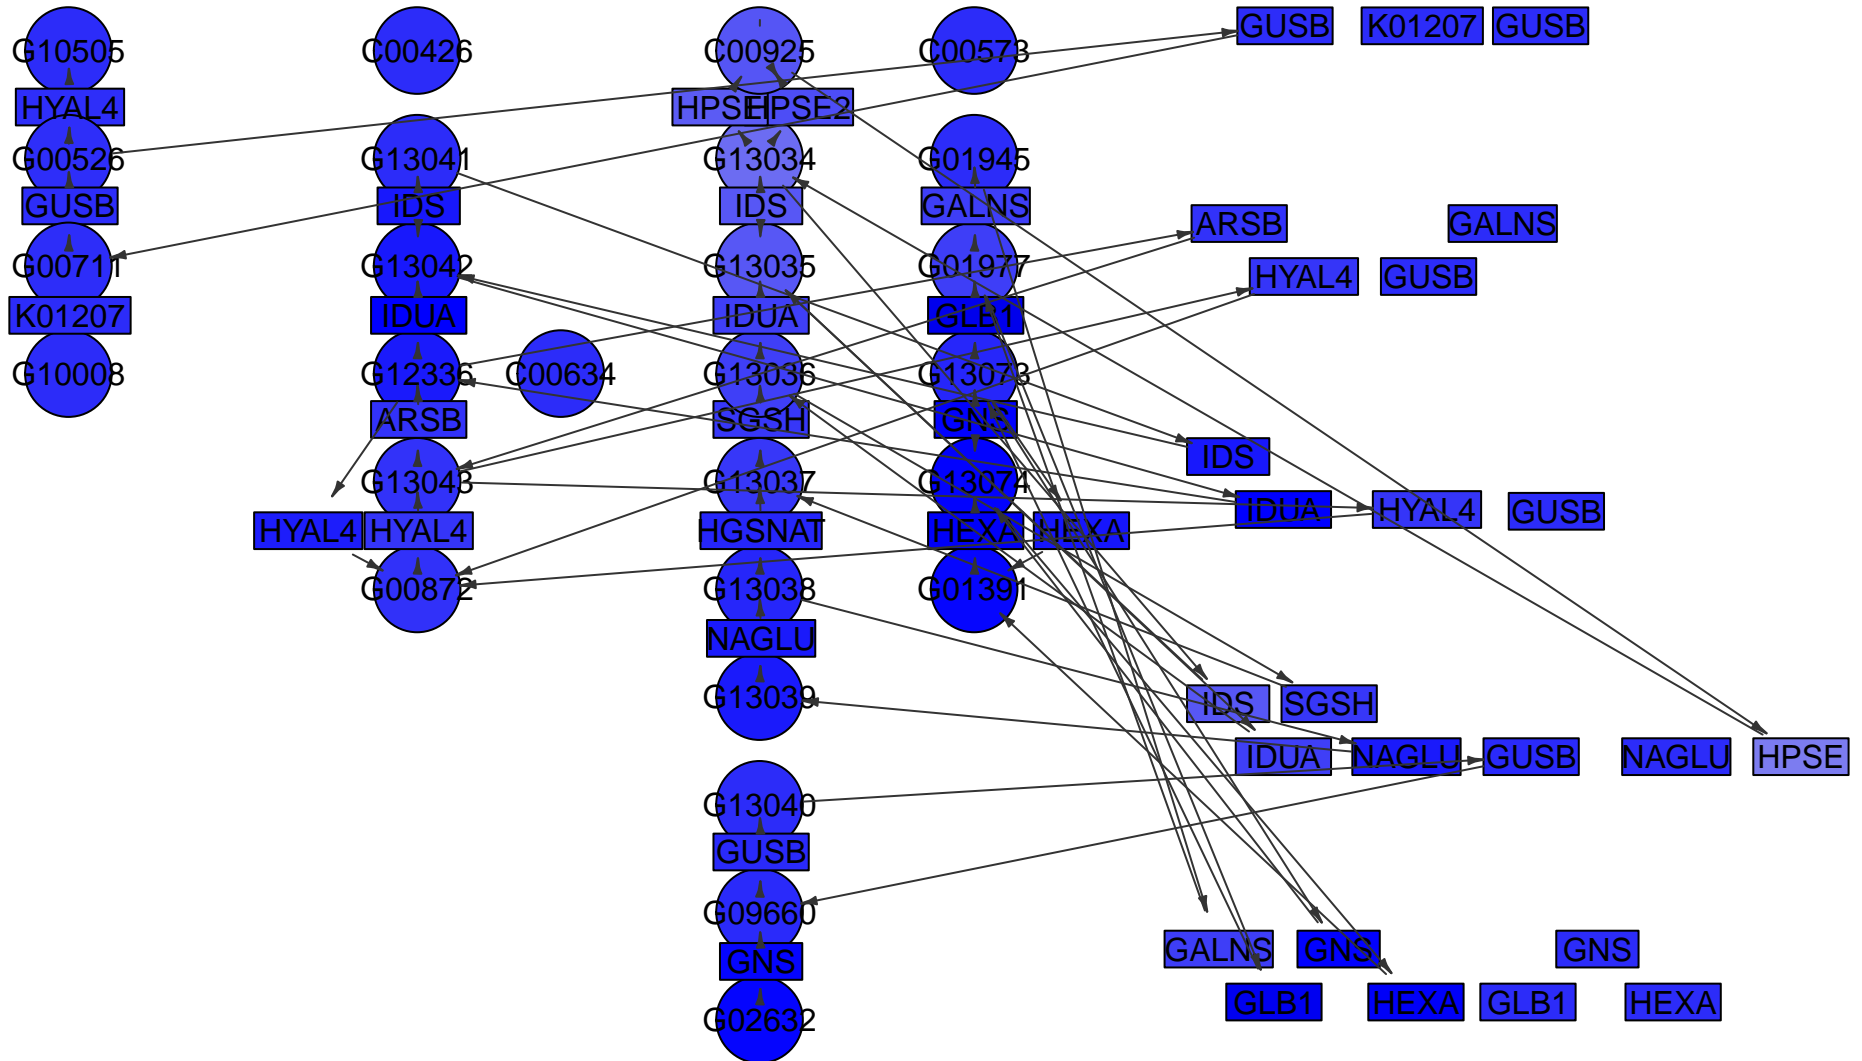 G10505 C00426 C00925 C00573 GUSB K01207 GUSB
HYAL4 HPSE HPSE2
G00526 G13041 G13034 G01945
GUSB IDS IDS GALNS ARSB GALNS
G00711 G13042 G13035 G01977 HYAL4 GUSB
K01207 IDUA IDUA GLB1
G10008 G12336 C00634 G13036 G13073
ARSB SGSH GNS IDS
G13043 G13037 G13074 IDUA HYAL4 GUSB
HYAL4 HYAL4 HGSNAT HEXA HEXA
G00872 G13038 G01391
NAGLU
G13039 IDS SGSH
IDUA NAGLU GUSB NAGLU HPSE
G13040
GUSB
G09660
GNS GALNS GNS GNS
G02632 GLB1 HEXA GLB1 HEXA